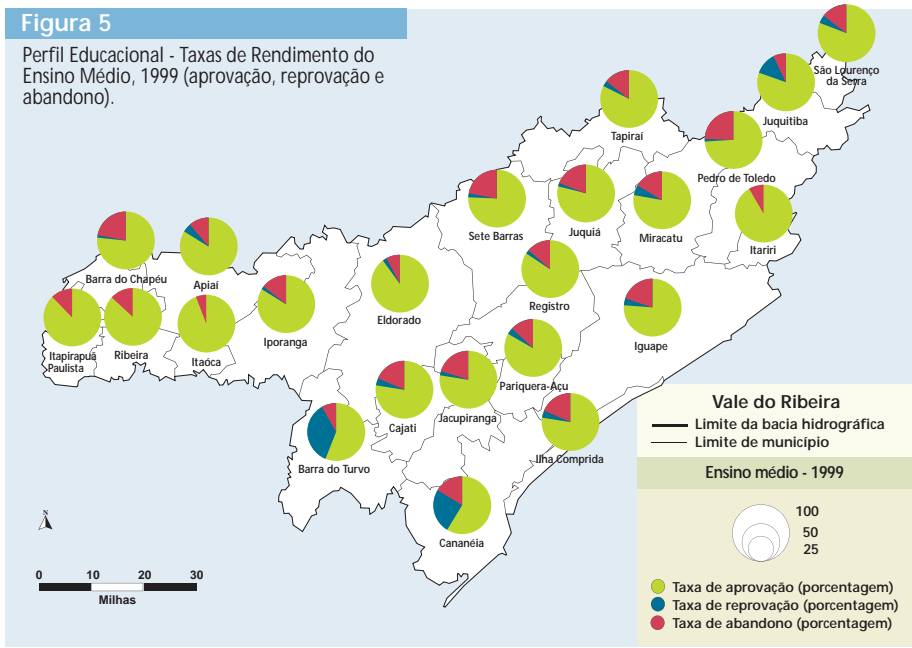 Figura 5
Perfil Educacional - Taxas de Rendimento do
Ensino Médio, 1999 (aprovação, reprovação e
abandono).
São Lourenço
da Serra
Juquitiba
Tapiraí
Pedro de Toledo
Sete Barras
Juquiá
Miracatu
Itariri
Barra do Chapéu
Apiaí
Eldorado
Registro
Iporanga
Iguape
Itapirapuã
Paulista
Ribeira
Itaóca
Pariquera-Açu
Cajati
Jacupiranga
Barra do Turvo
Ilha Comprida
Cananéia
N
0 10 20 30
Milhas
Vale do Ribeira
Limite da bacia hidrográfica
Limite de município
Ensino médio - 1999
100
50
25
Taxa de aprovação (porcentagem)
Taxa de reprovação (porcentagem)
Taxa de abandono (porcentagem)